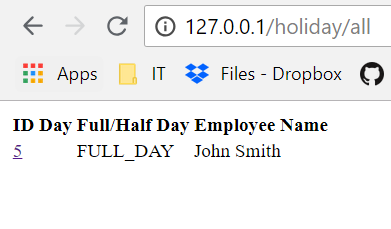 127.0.0.1/holiday/all
Apps IT Files - Dropbox
ID Day Full/Half Day Employee Name
5 FULL_DAY John Smith